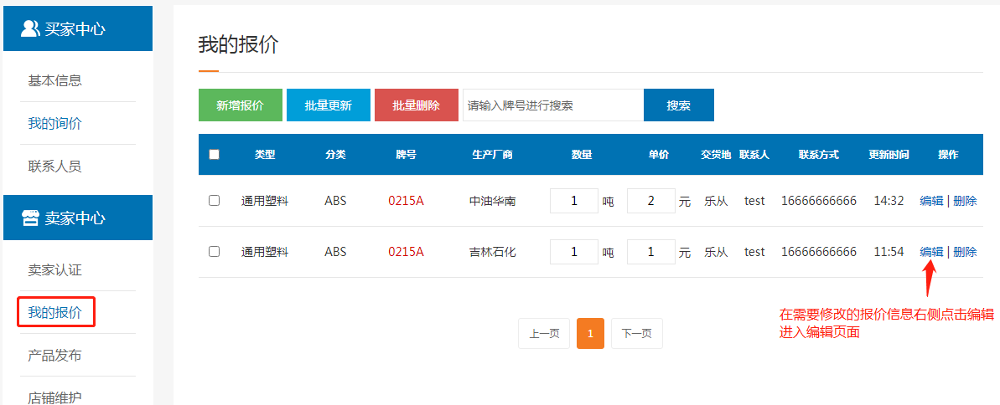 买家中心
基本信息
我的询价
联系人员
卖家中心
卖家认证
我的报价
产品发布
店铺维护
我的报价
新增报价 批量更新 批量删除 请输入牌号进行搜索 搜索
类型 分类 牌号 生产厂商 数量 单价 交货地 联系人 联系方式 更新时间 操作
通用塑料 ABS 0215A 中油华南 1 吨 2 元 乐从 test 16666666666 14:32 编辑 | 删除
通用塑料 ABS 0215A 吉林石化 1 吨 1 元 乐从 test 16666666666 11:54 编辑 | 删除
在需要修改的报价信息右侧点击编辑
进入编辑页面
上一页 1 下一页